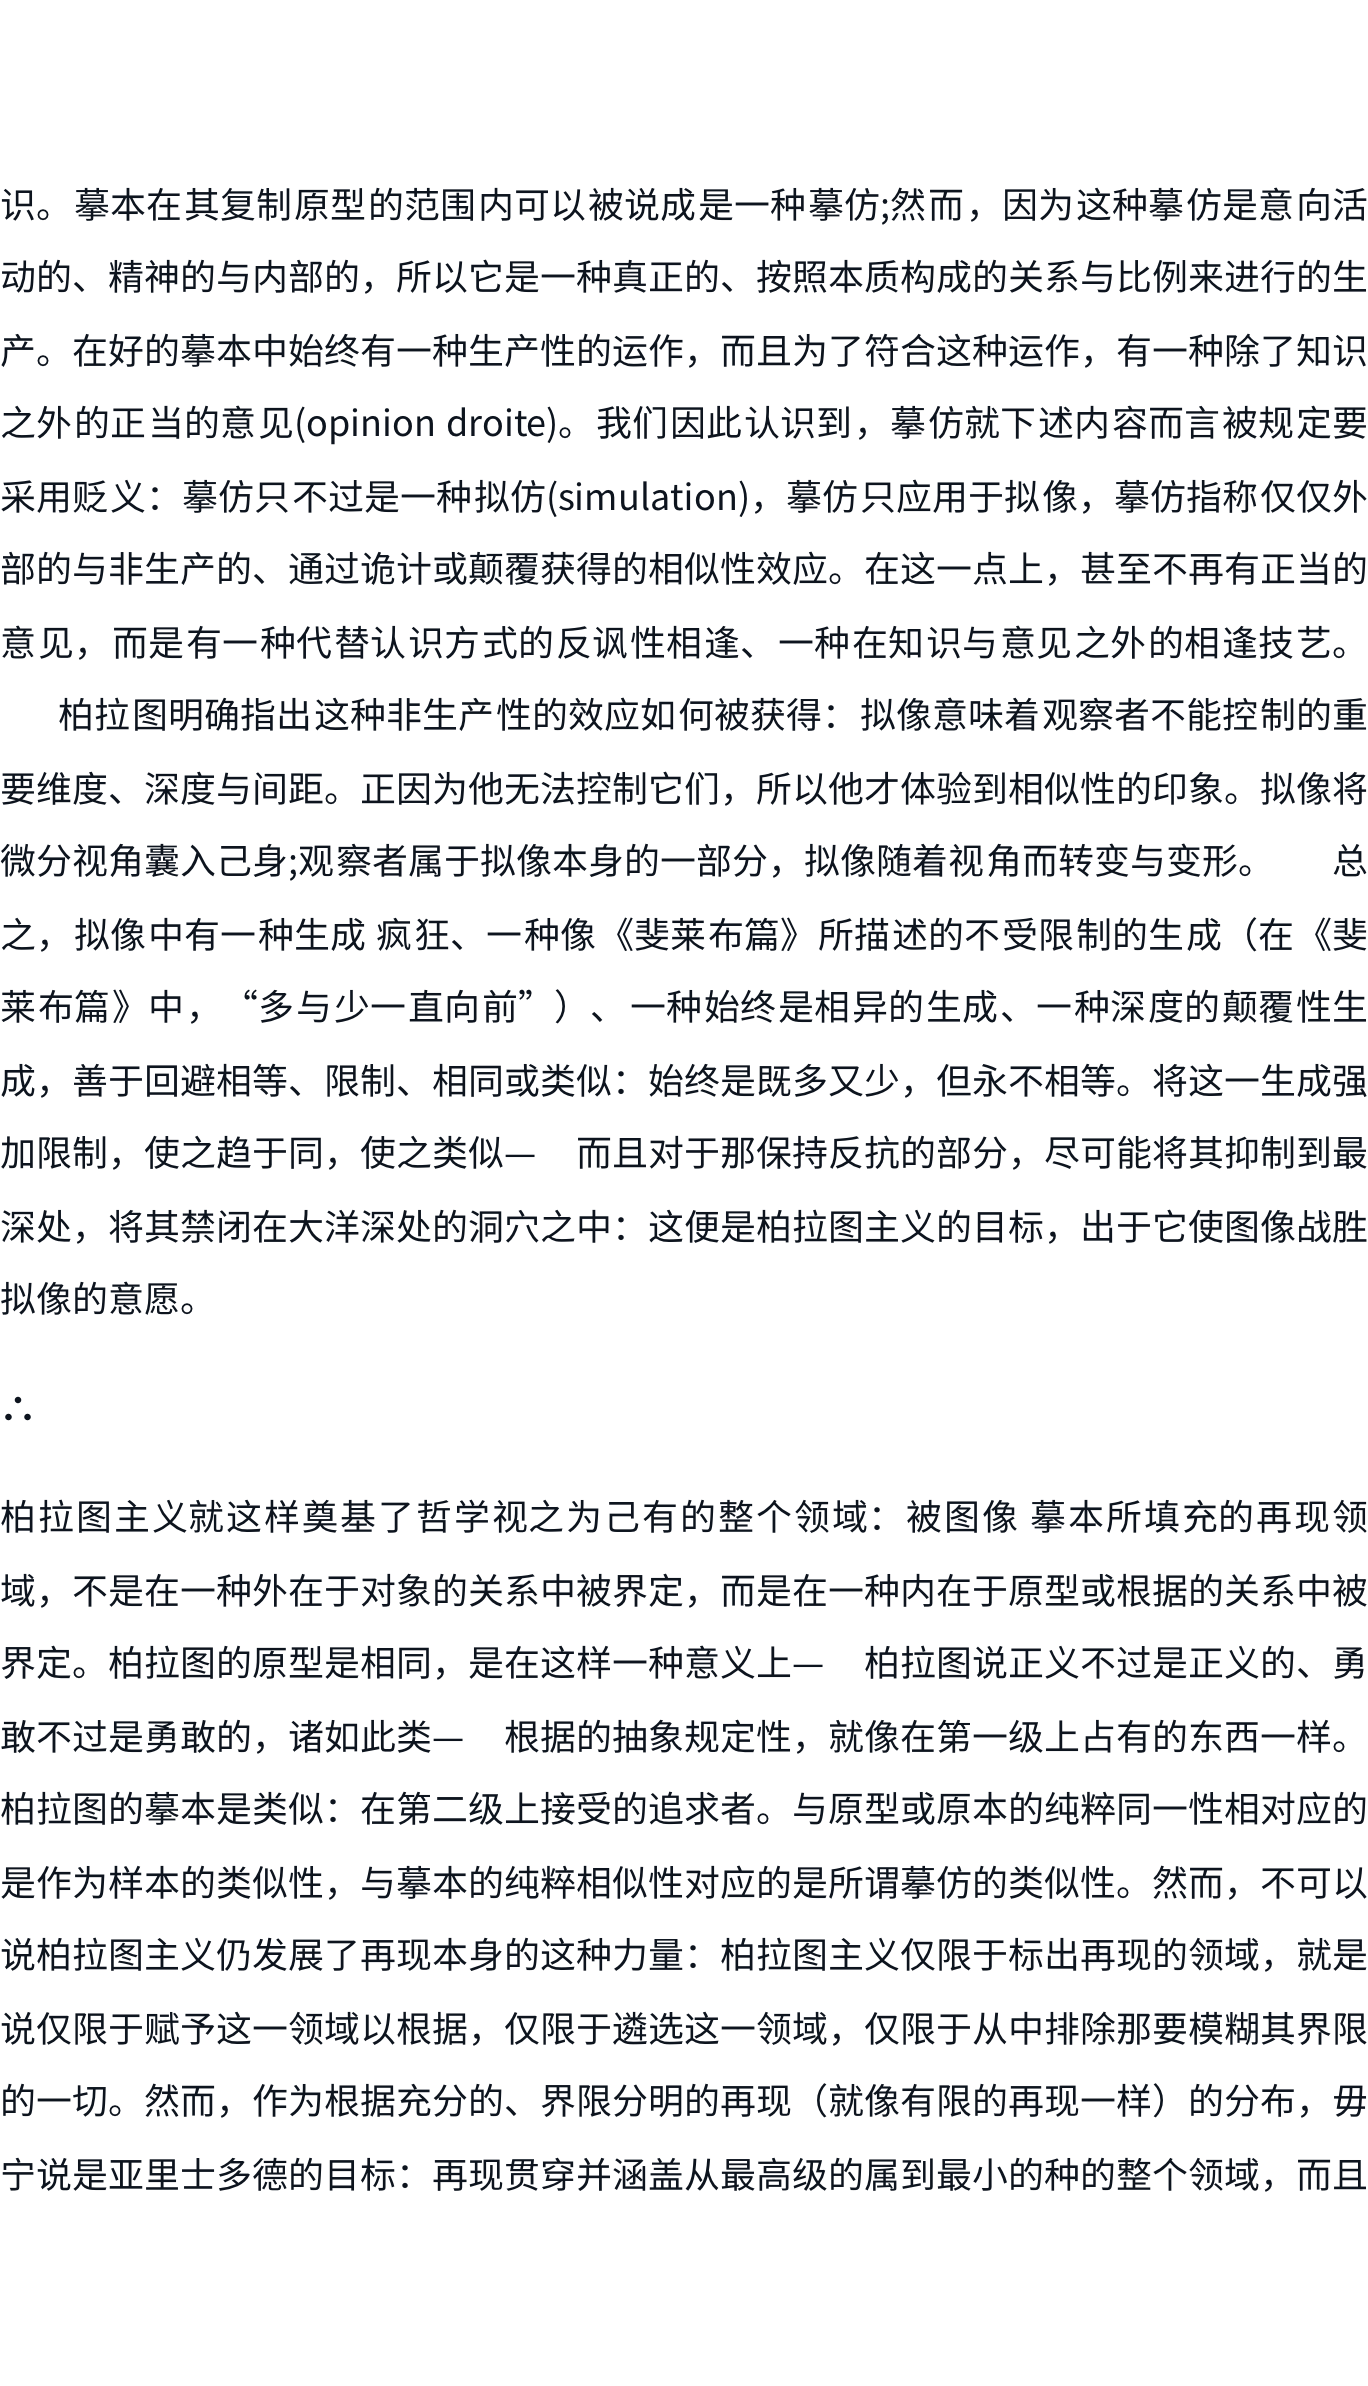 识。摹本在其复制原型的范围内可以被说成是一种摹仿;然而，因为这种摹仿是意向活
动的、精神的与内部的，所以它是一种真正的、按照本质构成的关系与比例来进行的生
产。在好的摹本中始终有一种生产性的运作，而且为了符合这种运作，有一种除了知识
之外的正当的意见(opinion droite)。我们因此认识到，摹仿就下述内容而言被规定要
采用贬义：摹仿只不过是一种拟仿(simulation)，摹仿只应用于拟像，摹仿指称仅仅外
部的与非生产的、通过诡计或颠覆获得的相似性效应。在这一点上，甚至不再有正当的
意见，而是有一种代替认识方式的反讽性相逢、一种在知识与意见之外的相逢技艺。
柏拉图明确指出这种非生产性的效应如何被获得：拟像意味着观察者不能控制的重
要维度、深度与间距。正因为他无法控制它们，所以他才体验到相似性的印象。拟像将
微分视角囊入己身;观察者属于拟像本身的一部分，拟像随着视角而转变与变形。　　总
之，拟像中有一种生成 疯狂、一种像《斐莱布篇》所描述的不受限制的生成（在《斐
莱布篇》中，“多与少一直向前”）、一种始终是相异的生成、一种深度的颠覆性生
成，善于回避相等、限制、相同或类似：始终是既多又少，但永不相等。将这一生成强
加限制，使之趋于同，使之类似—　而且对于那保持反抗的部分，尽可能将其抑制到最
深处，将其禁闭在大洋深处的洞穴之中：这便是柏拉图主义的目标，出于它使图像战胜
拟像的意愿。
∴
柏拉图主义就这样奠基了哲学视之为己有的整个领域：被图像 摹本所填充的再现领
域，不是在一种外在于对象的关系中被界定，而是在一种内在于原型或根据的关系中被
界定。柏拉图的原型是相同，是在这样一种意义上—　柏拉图说正义不过是正义的、勇
敢不过是勇敢的，诸如此类—　根据的抽象规定性，就像在第一级上占有的东西一样。
柏拉图的摹本是类似：在第二级上接受的追求者。与原型或原本的纯粹同一性相对应的
是作为样本的类似性，与摹本的纯粹相似性对应的是所谓摹仿的类似性。然而，不可以
说柏拉图主义仍发展了再现本身的这种力量：柏拉图主义仅限于标出再现的领域，就是
说仅限于赋予这一领域以根据，仅限于遴选这一领域，仅限于从中排除那要模糊其界限
的一切。然而，作为根据充分的、界限分明的再现（就像有限的再现一样）的分布，毋
宁说是亚里士多德的目标：再现贯穿并涵盖从最高级的属到最小的种的整个领域，而且